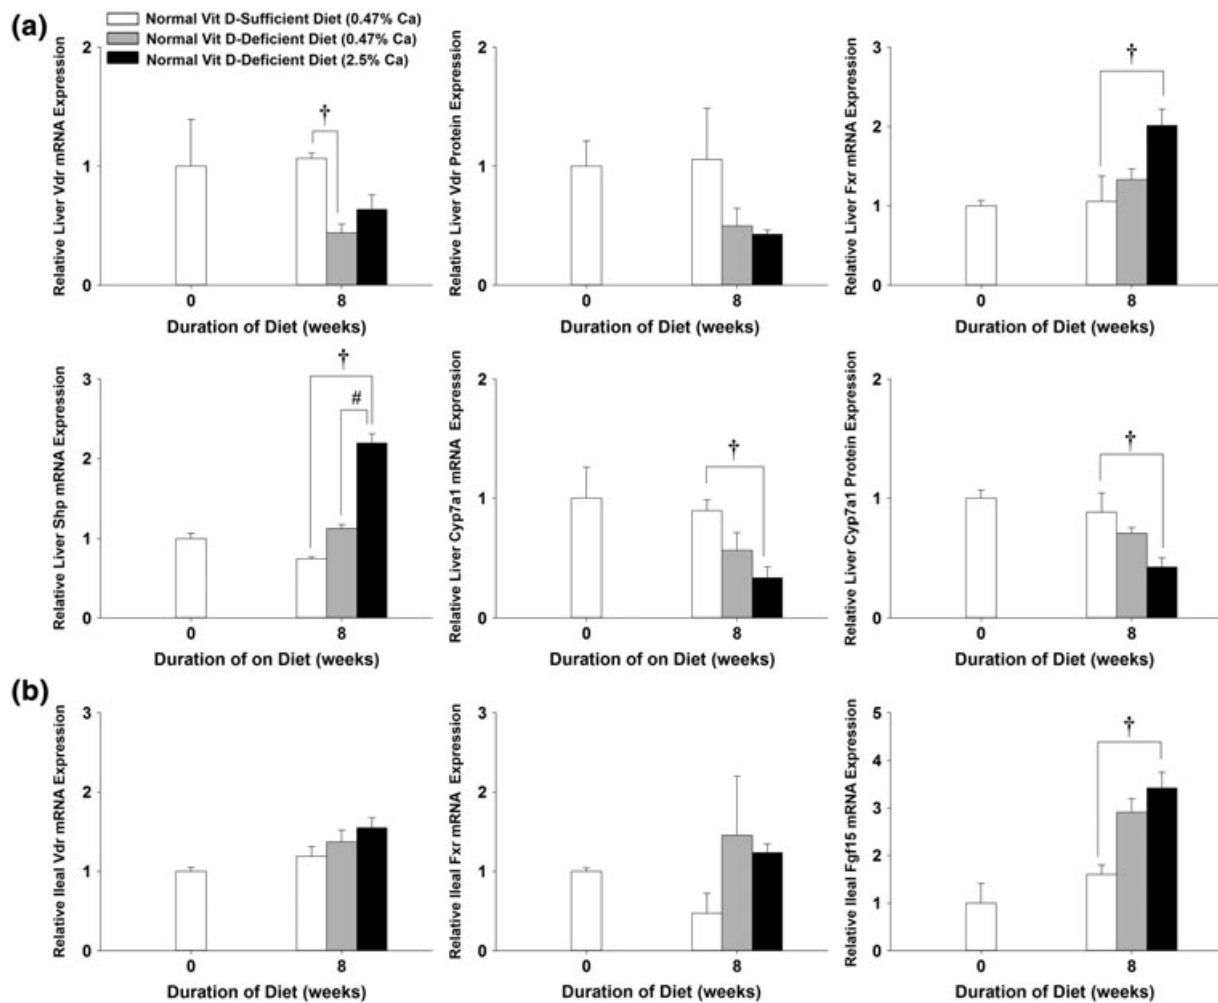 (a)
Normal Vit D-Sufficient Diet (0.47% Ca)
Normal Vit D-Deficient Diet (0.47% Ca)
Normal Vit D-Deficient Diet (2.5% Ca)
Relative Liver Vdr mRNA Expression
2
1
0
†
0
8
Duration of Diet (weeks)
Relative Liver Vdr Protein Expression
2
1
0
0
8
Duration of Diet (weeks)
Relative Liver Fxr mRNA Expression
3
2
1
0
†
0
8
Duration of Diet (weeks)
Relative Liver Shp mRNA Expression
3
2
1
0
†
#
0
8
Duration of on Diet (weeks)
Relative Liver Cyp7a1 mRNA Expression
2
1
0
†
0
8
Duration of on Diet (weeks)
Relative Liver Cyp7a1 Protein Expression
2
1
0
†
0
8
Duration of Diet (weeks)
(b)
Relative Ileal Vdr mRNA Expression
3
2
1
0
0
8
Duration of Diet (weeks)
Relative Ileal Fxr mRNA Expression
3
2
1
0
0
8
Duration of Diet (weeks)
Relative Ileal Fgf15 mRNA Expression
5
4
3
2
1
0
†
0
8
Duration of Diet (weeks)